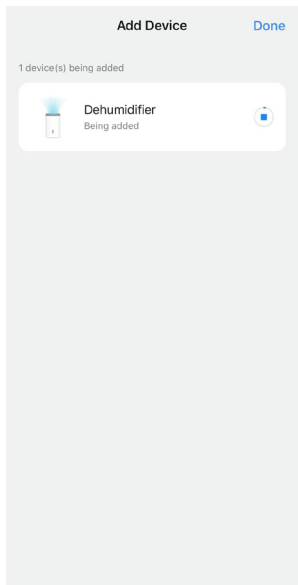 Add Device
Done
1 device(s) being added
Dehumidifier
Being added